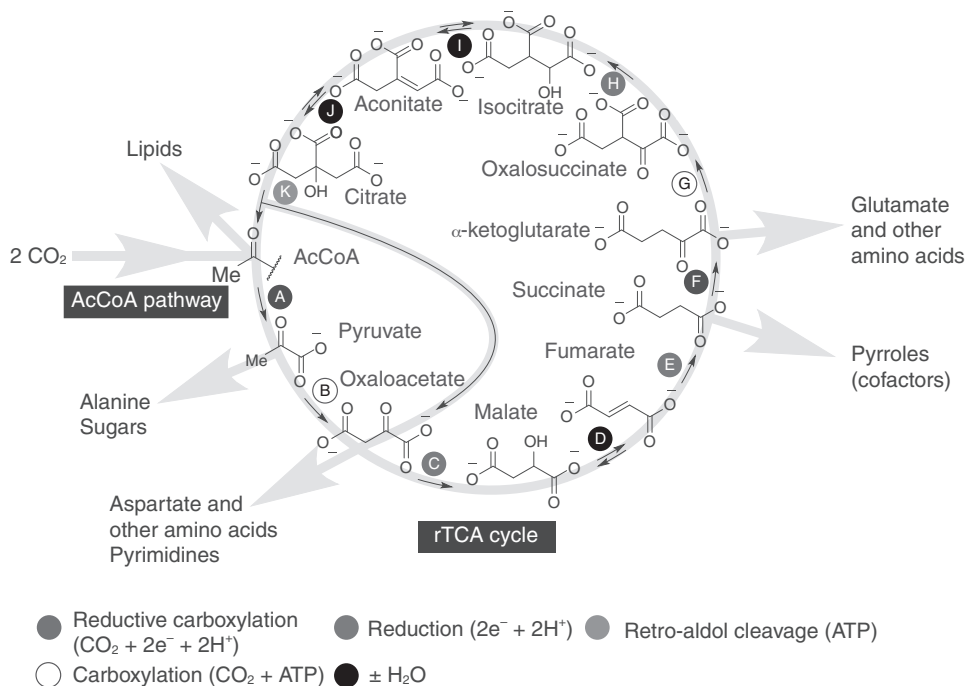 I
H
J
Aconitate
Isocitrate
Oxalosuccinate
Lipids
K
Citrate
G
2 CO₂
AcCoA
AcCoA pathway
α-ketoglutarate
Glutamate
and other
amino acids
A
F
Succinate
Pyruvate
Fumarate
E
Pyrroles
(cofactors)
B
Oxaloacetate
Alanine
Sugars
Malate
D
C
Aspartate and
other amino acids
Pyrimidines
rTCA cycle
O⁻ O O O O⁻ ⁻O
O⁻ O O O O⁻ ⁻O OH
O⁻ O O O O⁻ ⁻O O
O⁻ O O O O⁻ ⁻O OH
O Me
O O O⁻ Me
O O O⁻ O ⁻O
O OH O⁻ O ⁻O
O O⁻ O ⁻O
O O⁻ O ⁻O
O O O⁻ O ⁻O
Reductive carboxylation
(CO₂ + 2e⁻ + 2H⁺)
Reduction (2e⁻ + 2H⁺)
Retro-aldol cleavage (ATP)
Carboxylation (CO₂ + ATP)
± H₂O